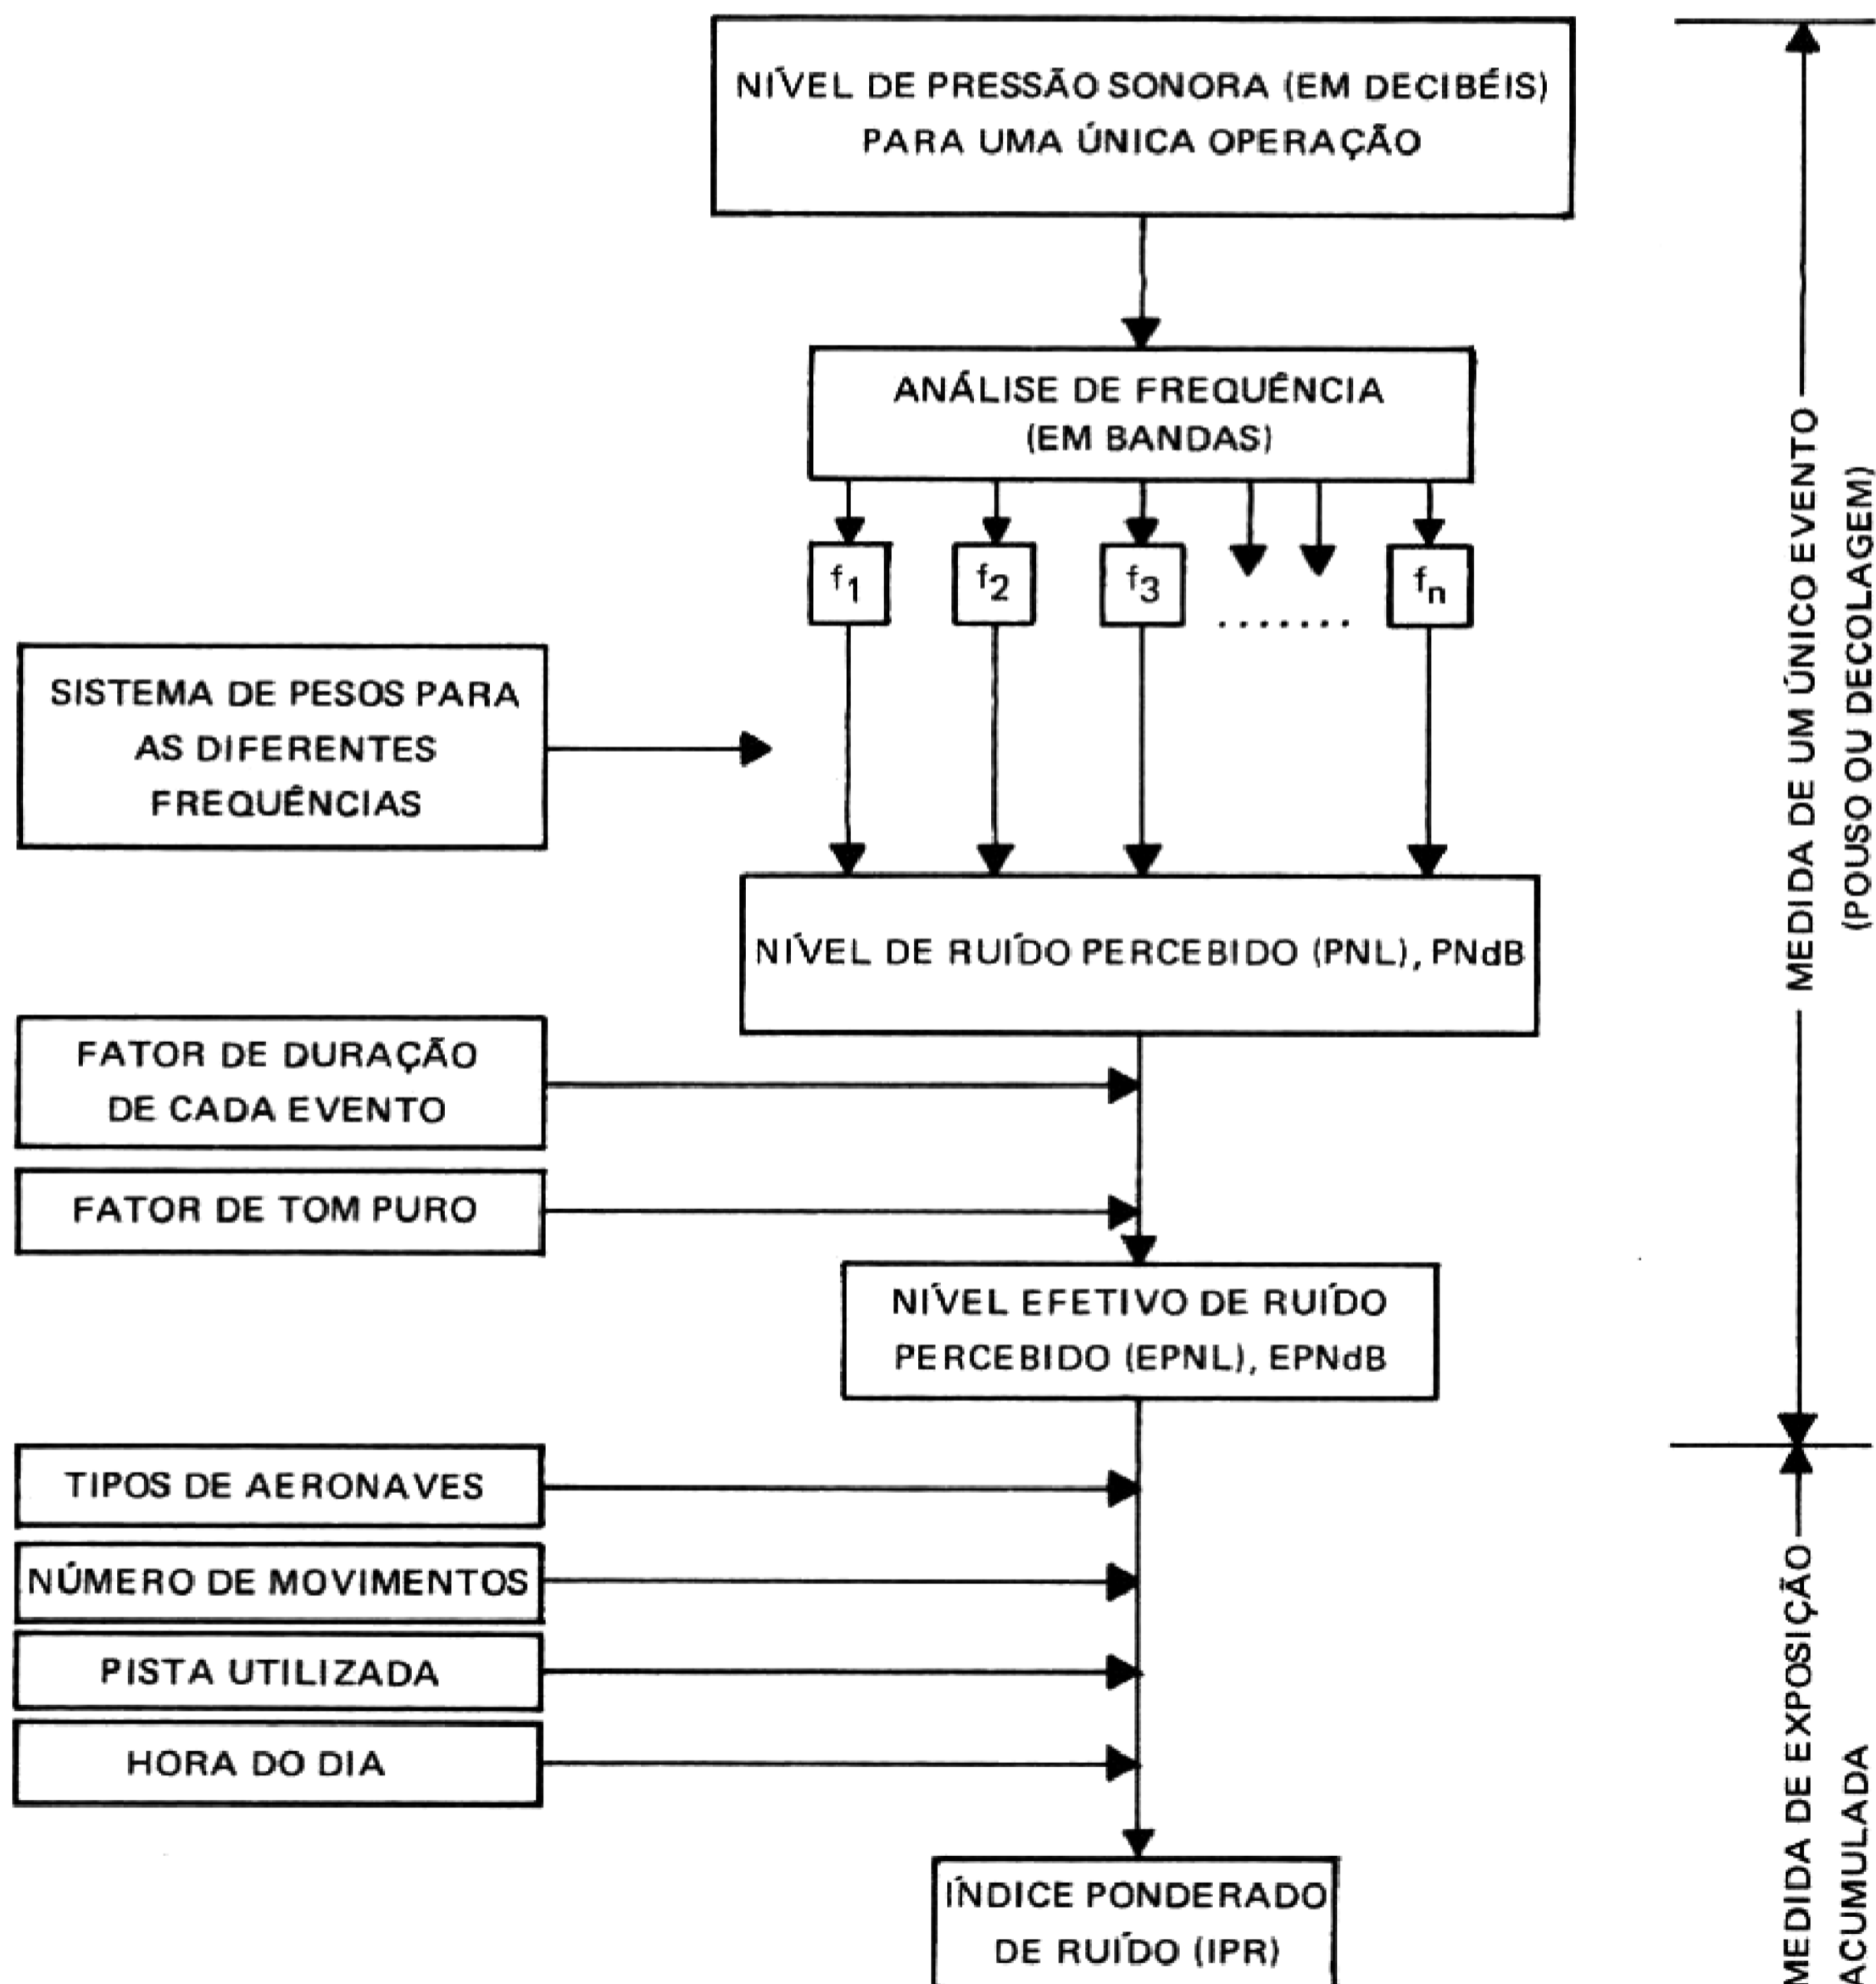 NÍVEL DE PRESSÃO SONORA (EM DECIBÉIS)
PARA UMA ÚNICA OPERAÇÃO
ANÁLISE DE FREQUÊNCIA
(EM BANDAS)
f1
f2
f3
.......
fn
SISTEMA DE PESOS PARA
AS DIFERENTES
FREQUÊNCIAS
NÍVEL DE RUÍDO PERCEBIDO (PNL), PNdB
FATOR DE DURAÇÃO
DE CADA EVENTO
FATOR DE TOM PURO
NÍVEL EFETIVO DE RUÍDO
PERCEBIDO (EPNL), EPNdB
TIPOS DE AERONAVES
NÚMERO DE MOVIMENTOS
PISTA UTILIZADA
HORA DO DIA
ÍNDICE PONDERADO
DE RUÍDO (IPR)
MEDIDA DE UM ÚNICO EVENTO
(POUSO OU DECOLAGEM)
MEDIDA DE EXPOSIÇÃO
ACUMULADA